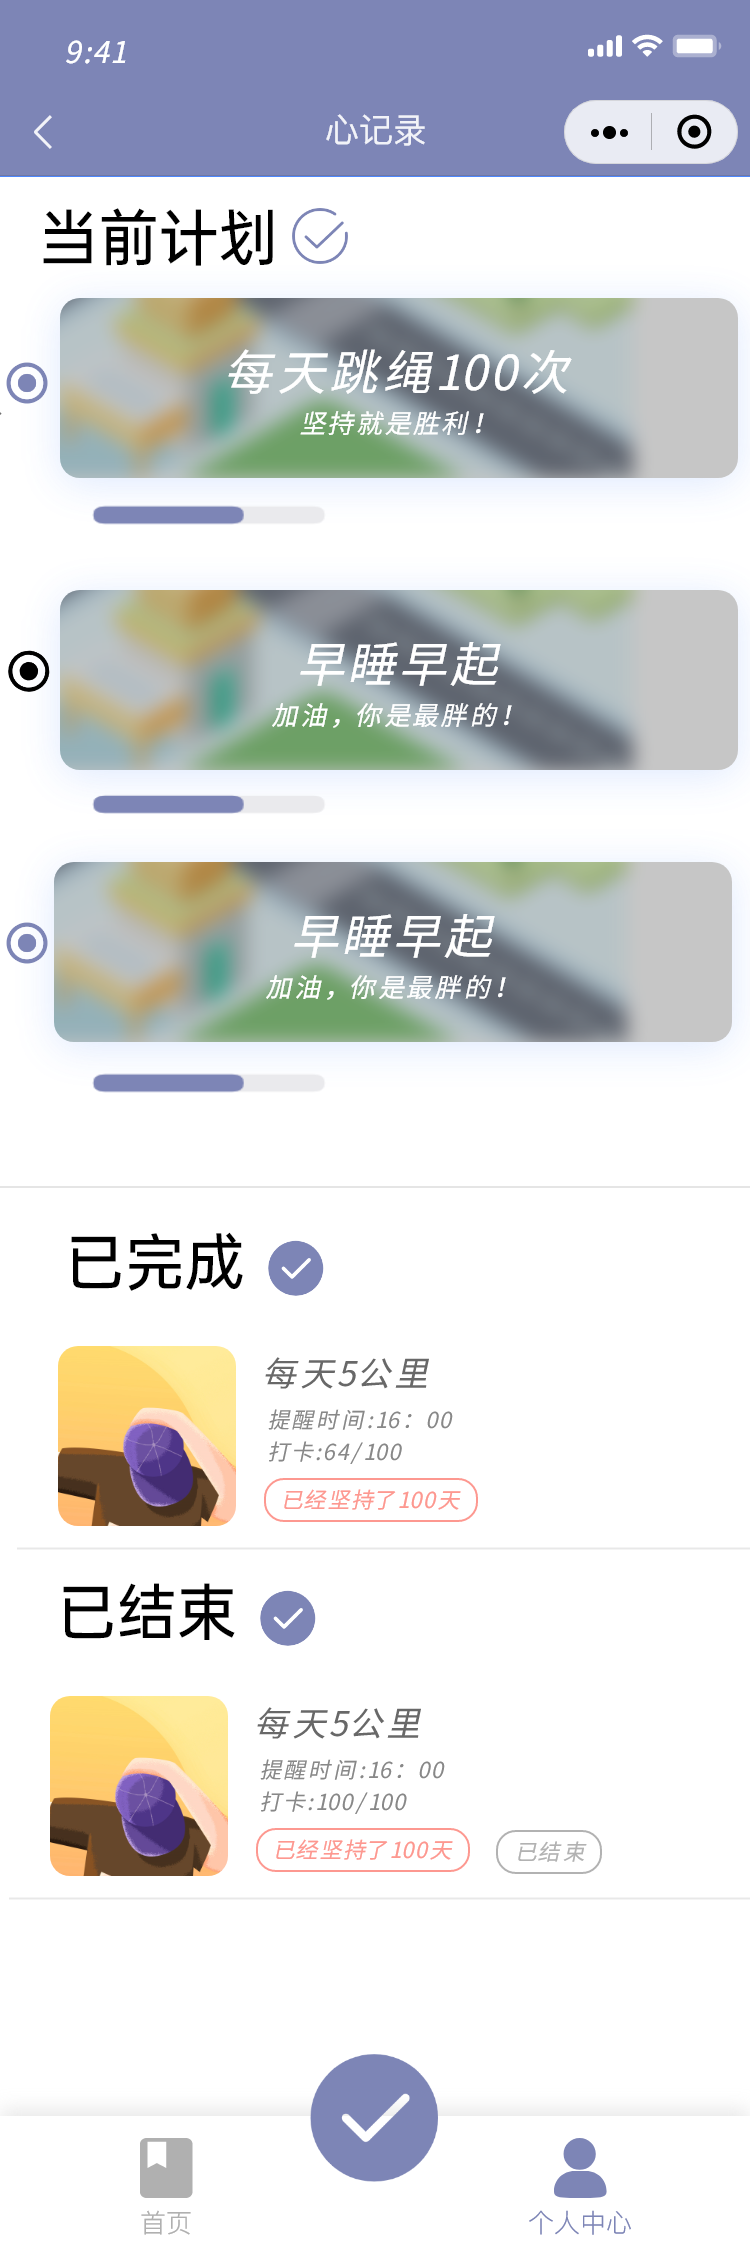 9:41
心记录
当前计划
每天跳绳100次
坚持就是胜利！
早睡早起
加油，你是最胖的！
早睡早起
加油，你是最胖的！
已完成
每天5公里
提醒时间:16：00
打卡:64/100
已经坚持了100天
已结束
每天5公里
提醒时间:16：00
打卡:100/100
已经坚持了100天
已结束
首页
个人中心